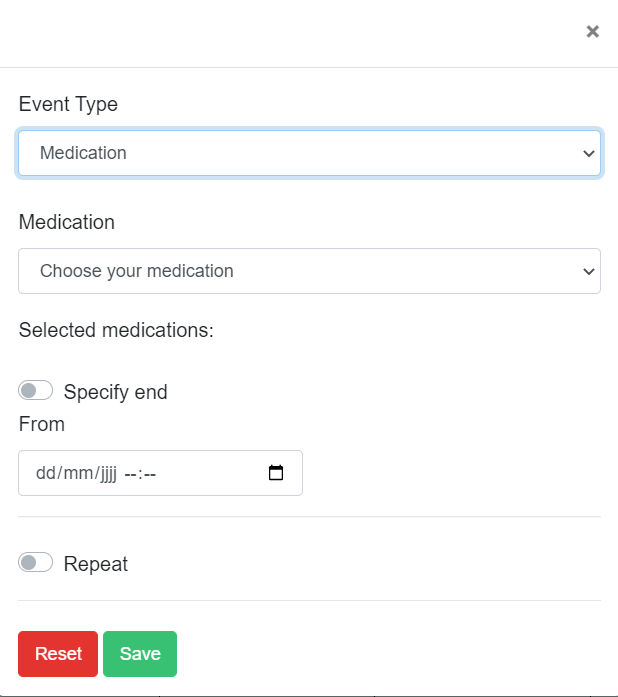 ×
Event Type
Medication
Medication
Choose your medication
Selected medications:
Specify end
From
dd/mm/jjjj --:--
Repeat
Reset Save